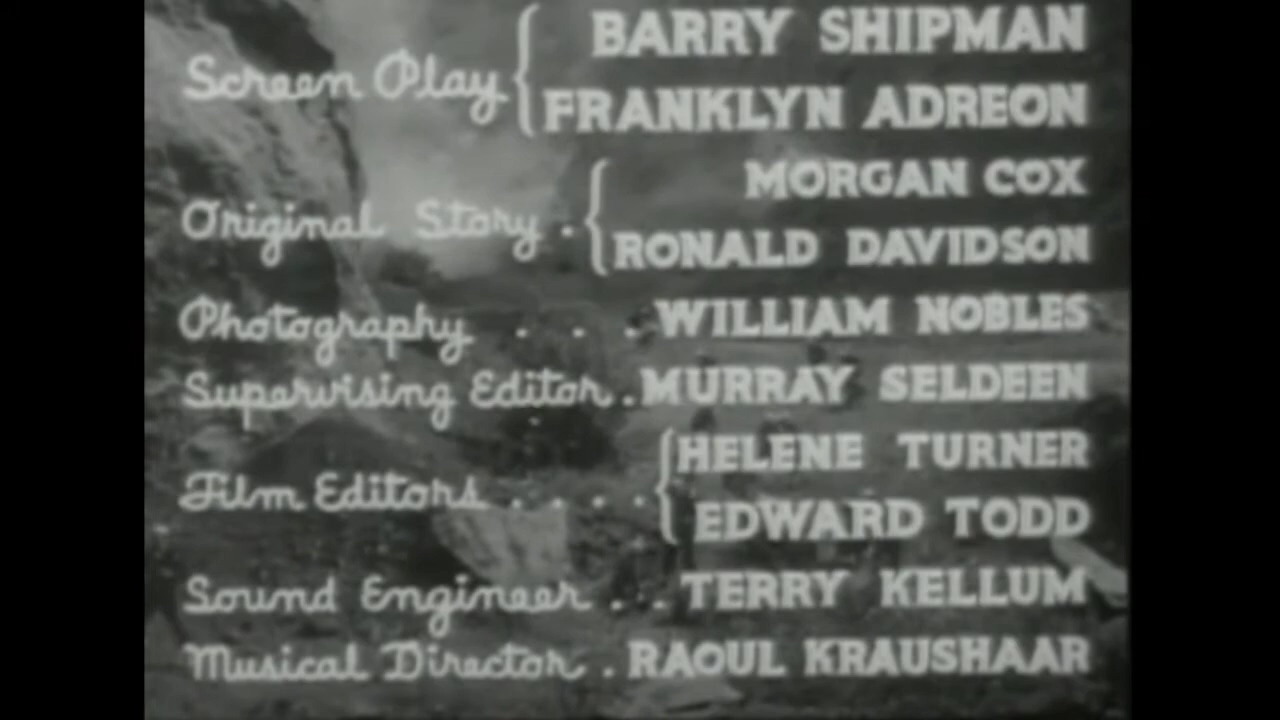 BARRY SHIPMAN
Screen Play { FRANKLYN ADREON
MORGAN COX
Original Story . { RONALD DAVIDSON
Photography . . . WILLIAM NOBLES
Supervising Editor . MURRAY SELDEEN
HELENE TURNER
Film Editors . . . . { EDWARD TODD
Sound Engineer . . . TERRY KELLUM
Musical Director . RAOUL KRAUSHAAR